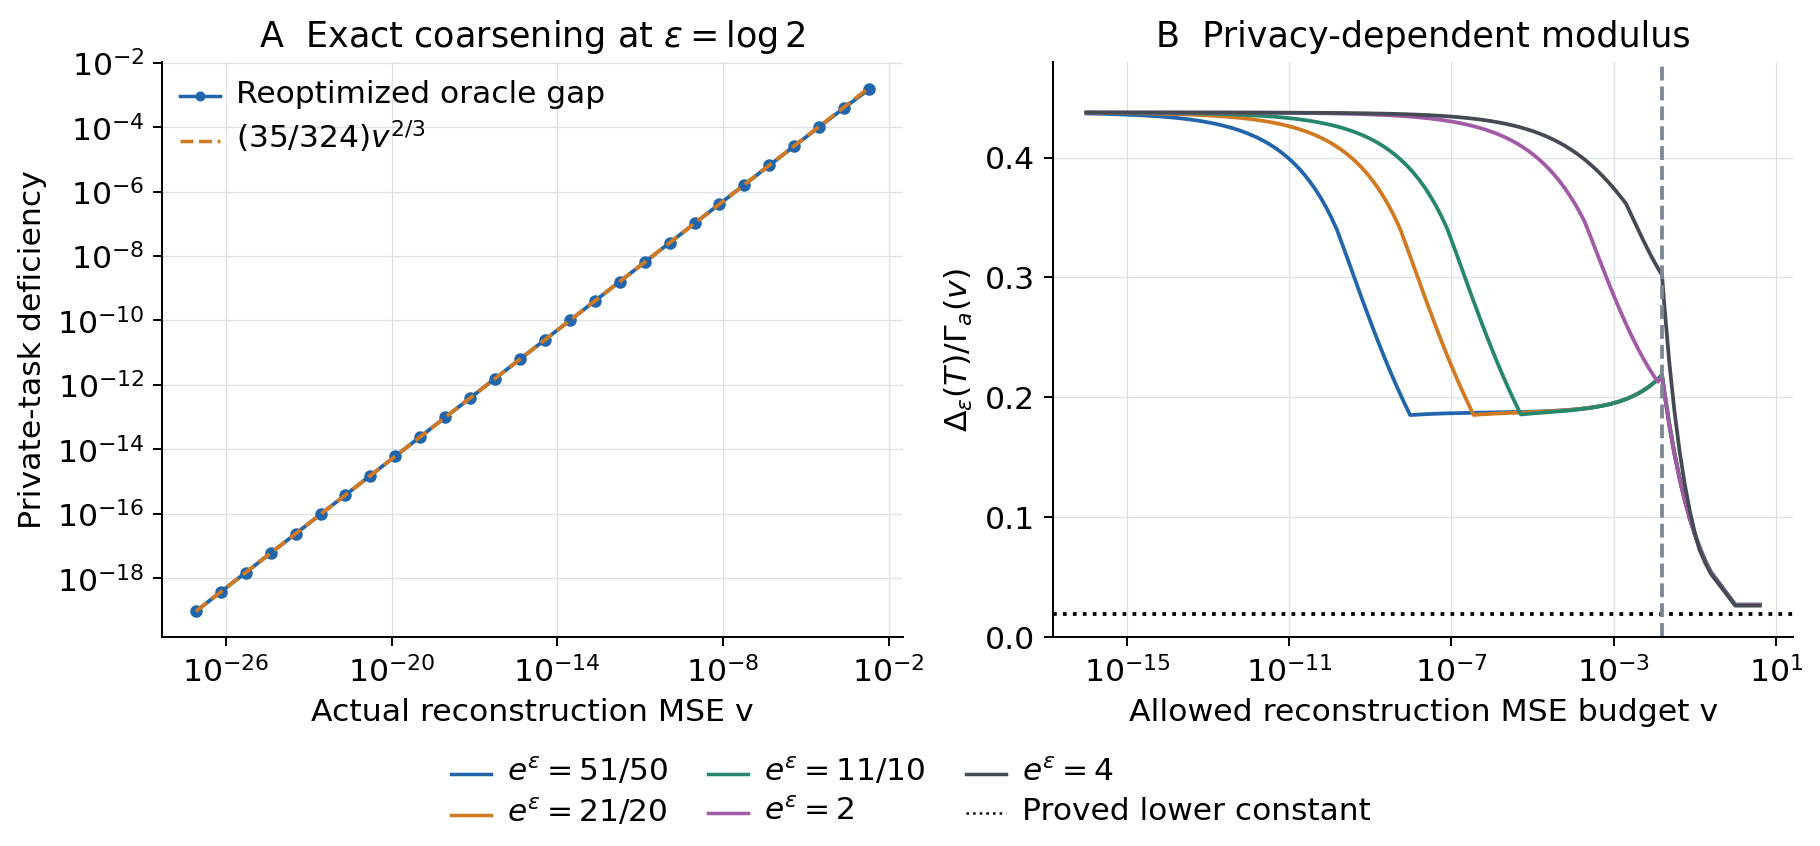 A  Exact coarsening at ε = log 2
Reoptimized oracle gap
(35/324)v^{2/3}
Private-task deficiency
10^{−2}
10^{−4}
10^{−6}
10^{−8}
10^{−10}
10^{−12}
10^{−14}
10^{−16}
10^{−18}
10^{−26}
10^{−20}
10^{−14}
10^{−8}
10^{−2}
Actual reconstruction MSE v
B  Privacy-dependent modulus
Δ_ε(T)/Γ_a(v)
0.4
0.3
0.2
0.1
0.0
10^{−15}
10^{−11}
10^{−7}
10^{−3}
10^1
Allowed reconstruction MSE budget v
e^ε = 51/50
e^ε = 21/20
e^ε = 11/10
e^ε = 2
e^ε = 4
Proved lower constant